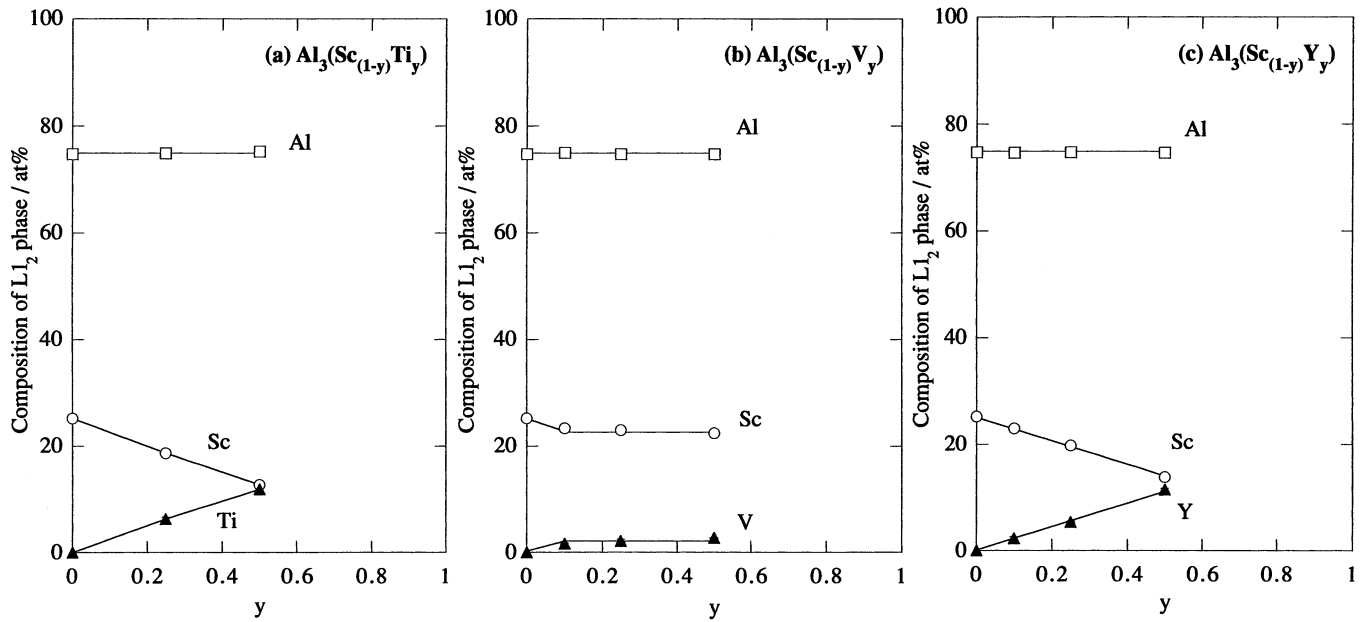 (a) Al3(Sc(1-y)Tiy)
Composition of L12 phase / at%
100
80
60
40
20
0
Al
Sc
Ti
0 0.2 0.4 0.6 0.8 1
y
(b) Al3(Sc(1-y)Vy)
Composition of L12 phase / at%
100
80
60
40
20
0
Al
Sc
V
0 0.2 0.4 0.6 0.8 1
y
(c) Al3(Sc(1-y)Yy)
Composition of L12 phase / at%
100
80
60
40
20
0
Al
Sc
Y
0 0.2 0.4 0.6 0.8 1
y